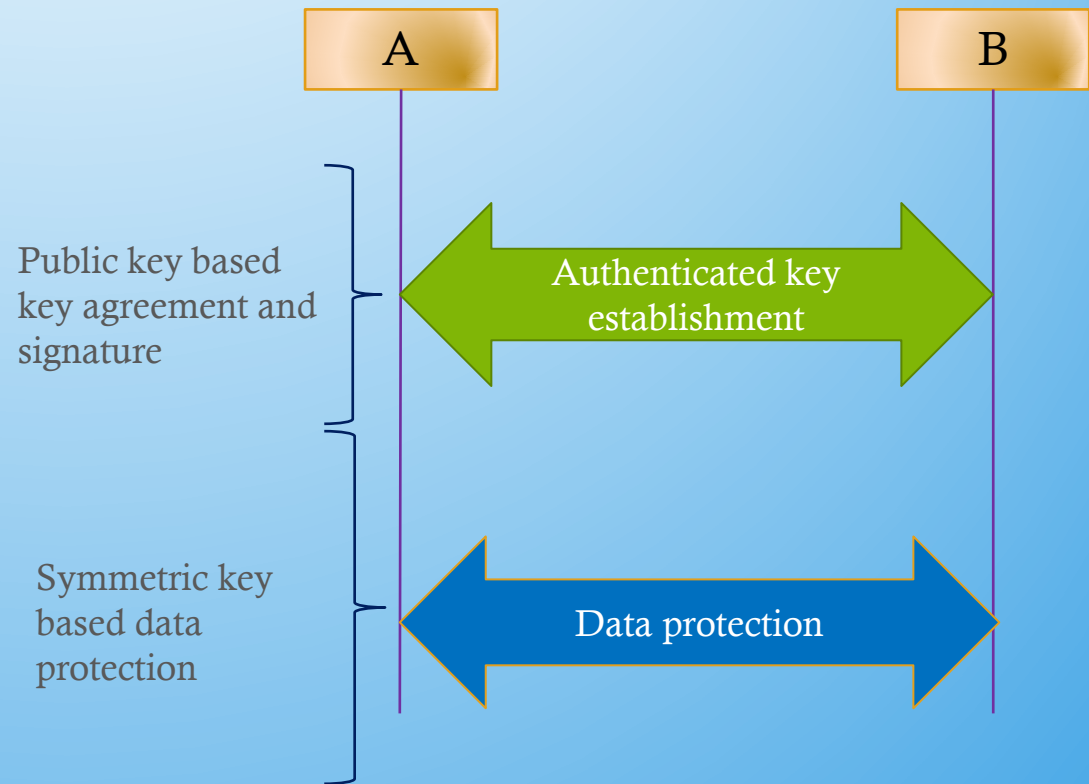 A
B
Public key based
key agreement and
signature
Authenticated key
establishment
Symmetric key
based data
protection
Data protection